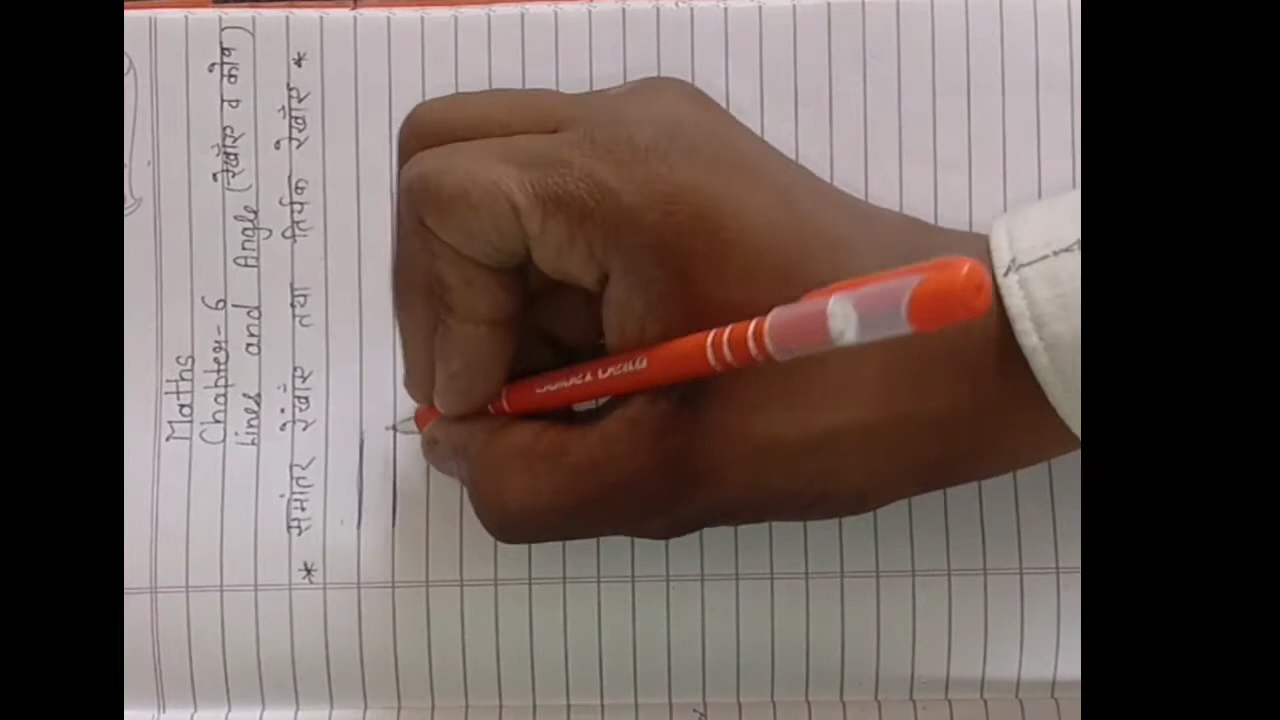 Maths
Chapter-6
Lines and Angle (रेखाँए व कोण)
* समांतर रेखाँए तथा तिर्यक रेखाँए *